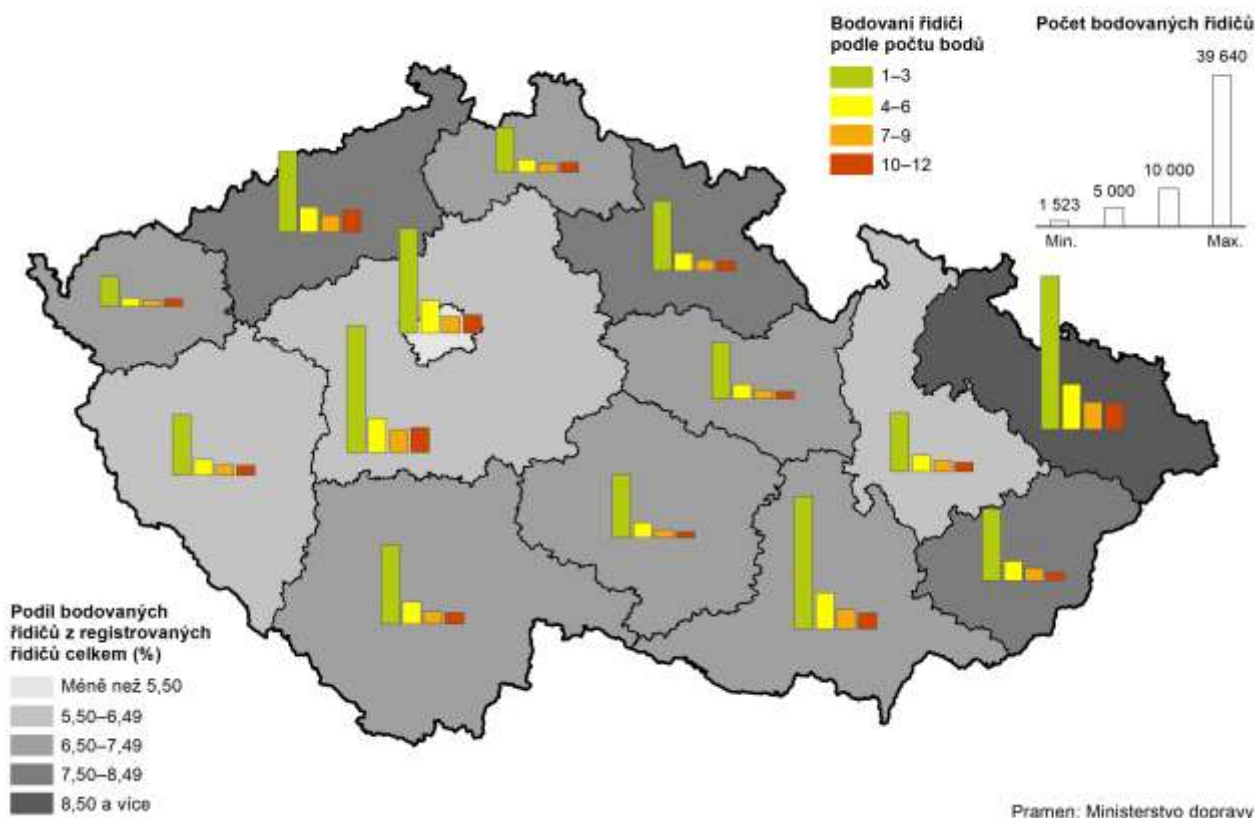 Bodovaní řidiči
podle počtu bodů
1–3
4–6
7–9
10–12
Počet bodovaných řidičů
39 640
10 000
5 000
1 523
Min.
Max.
Podíl bodovaných
řidičů z registrovaných
řidičů celkem (%)
Méně než 5,50
5,50–6,49
6,50–7,49
7,50–8,49
8,50 a více
Pramen: Ministerstvo dopravy